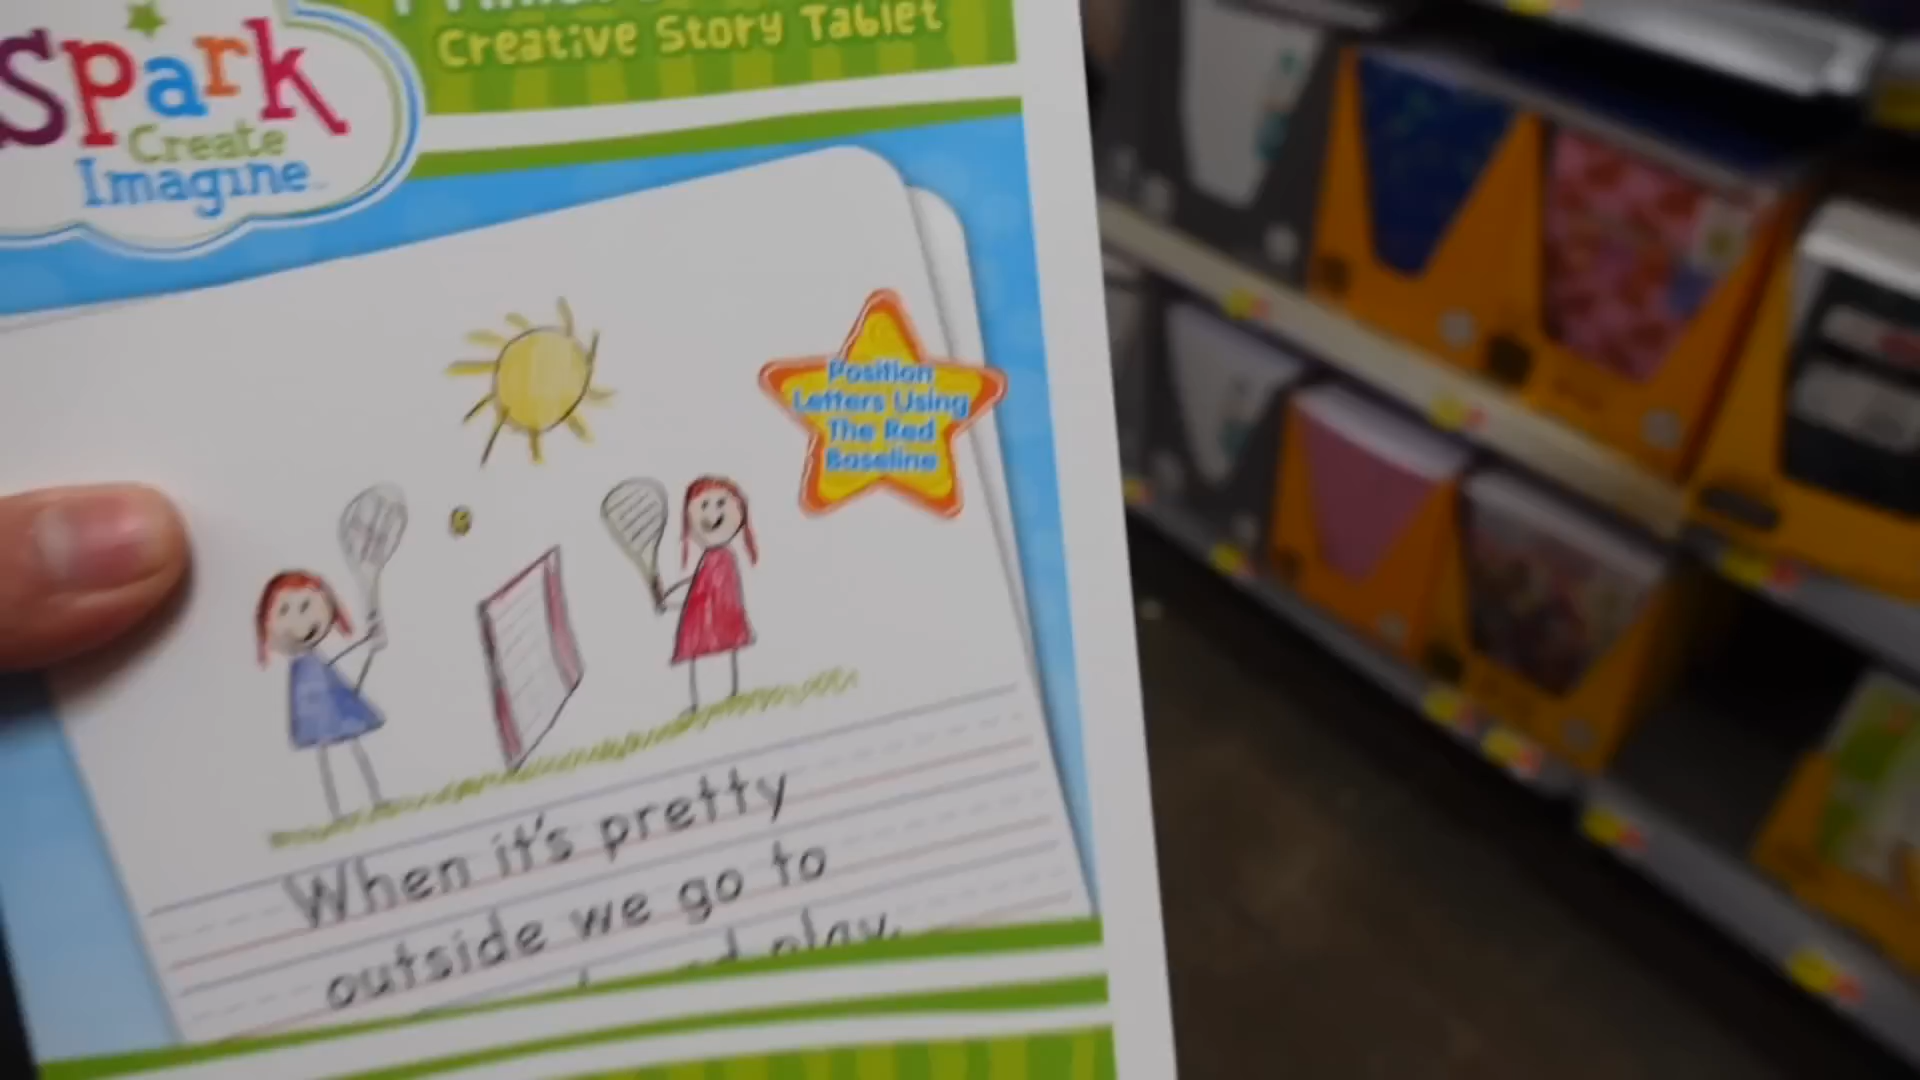 Creative Story Tablet
Spark
Create
Imagine
Position
Letters Using
The Red
Baseline
When it's pretty
outside we go to
play.